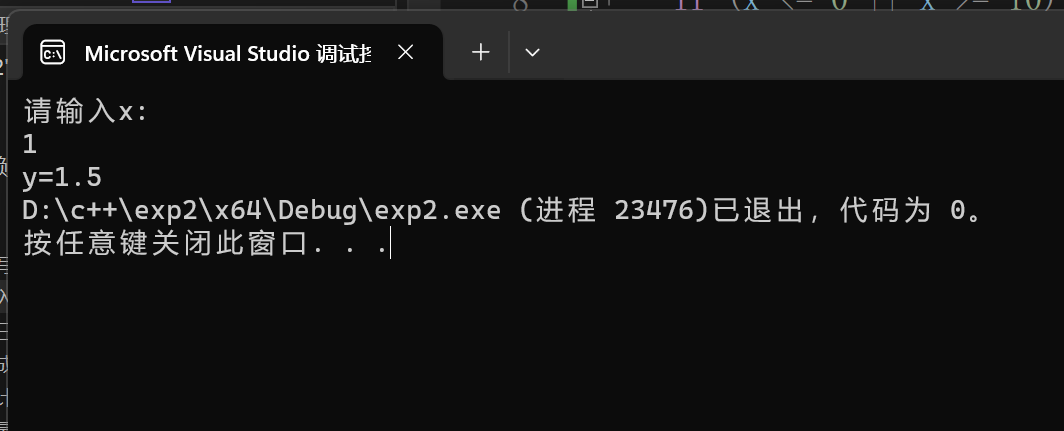 Microsoft Visual Studio 调试控
请输入x:
1
y=1.5
D:\c++\exp2\x64\Debug\exp2.exe (进程 23476)已退出，代码为 0。
按任意键关闭此窗口. . .